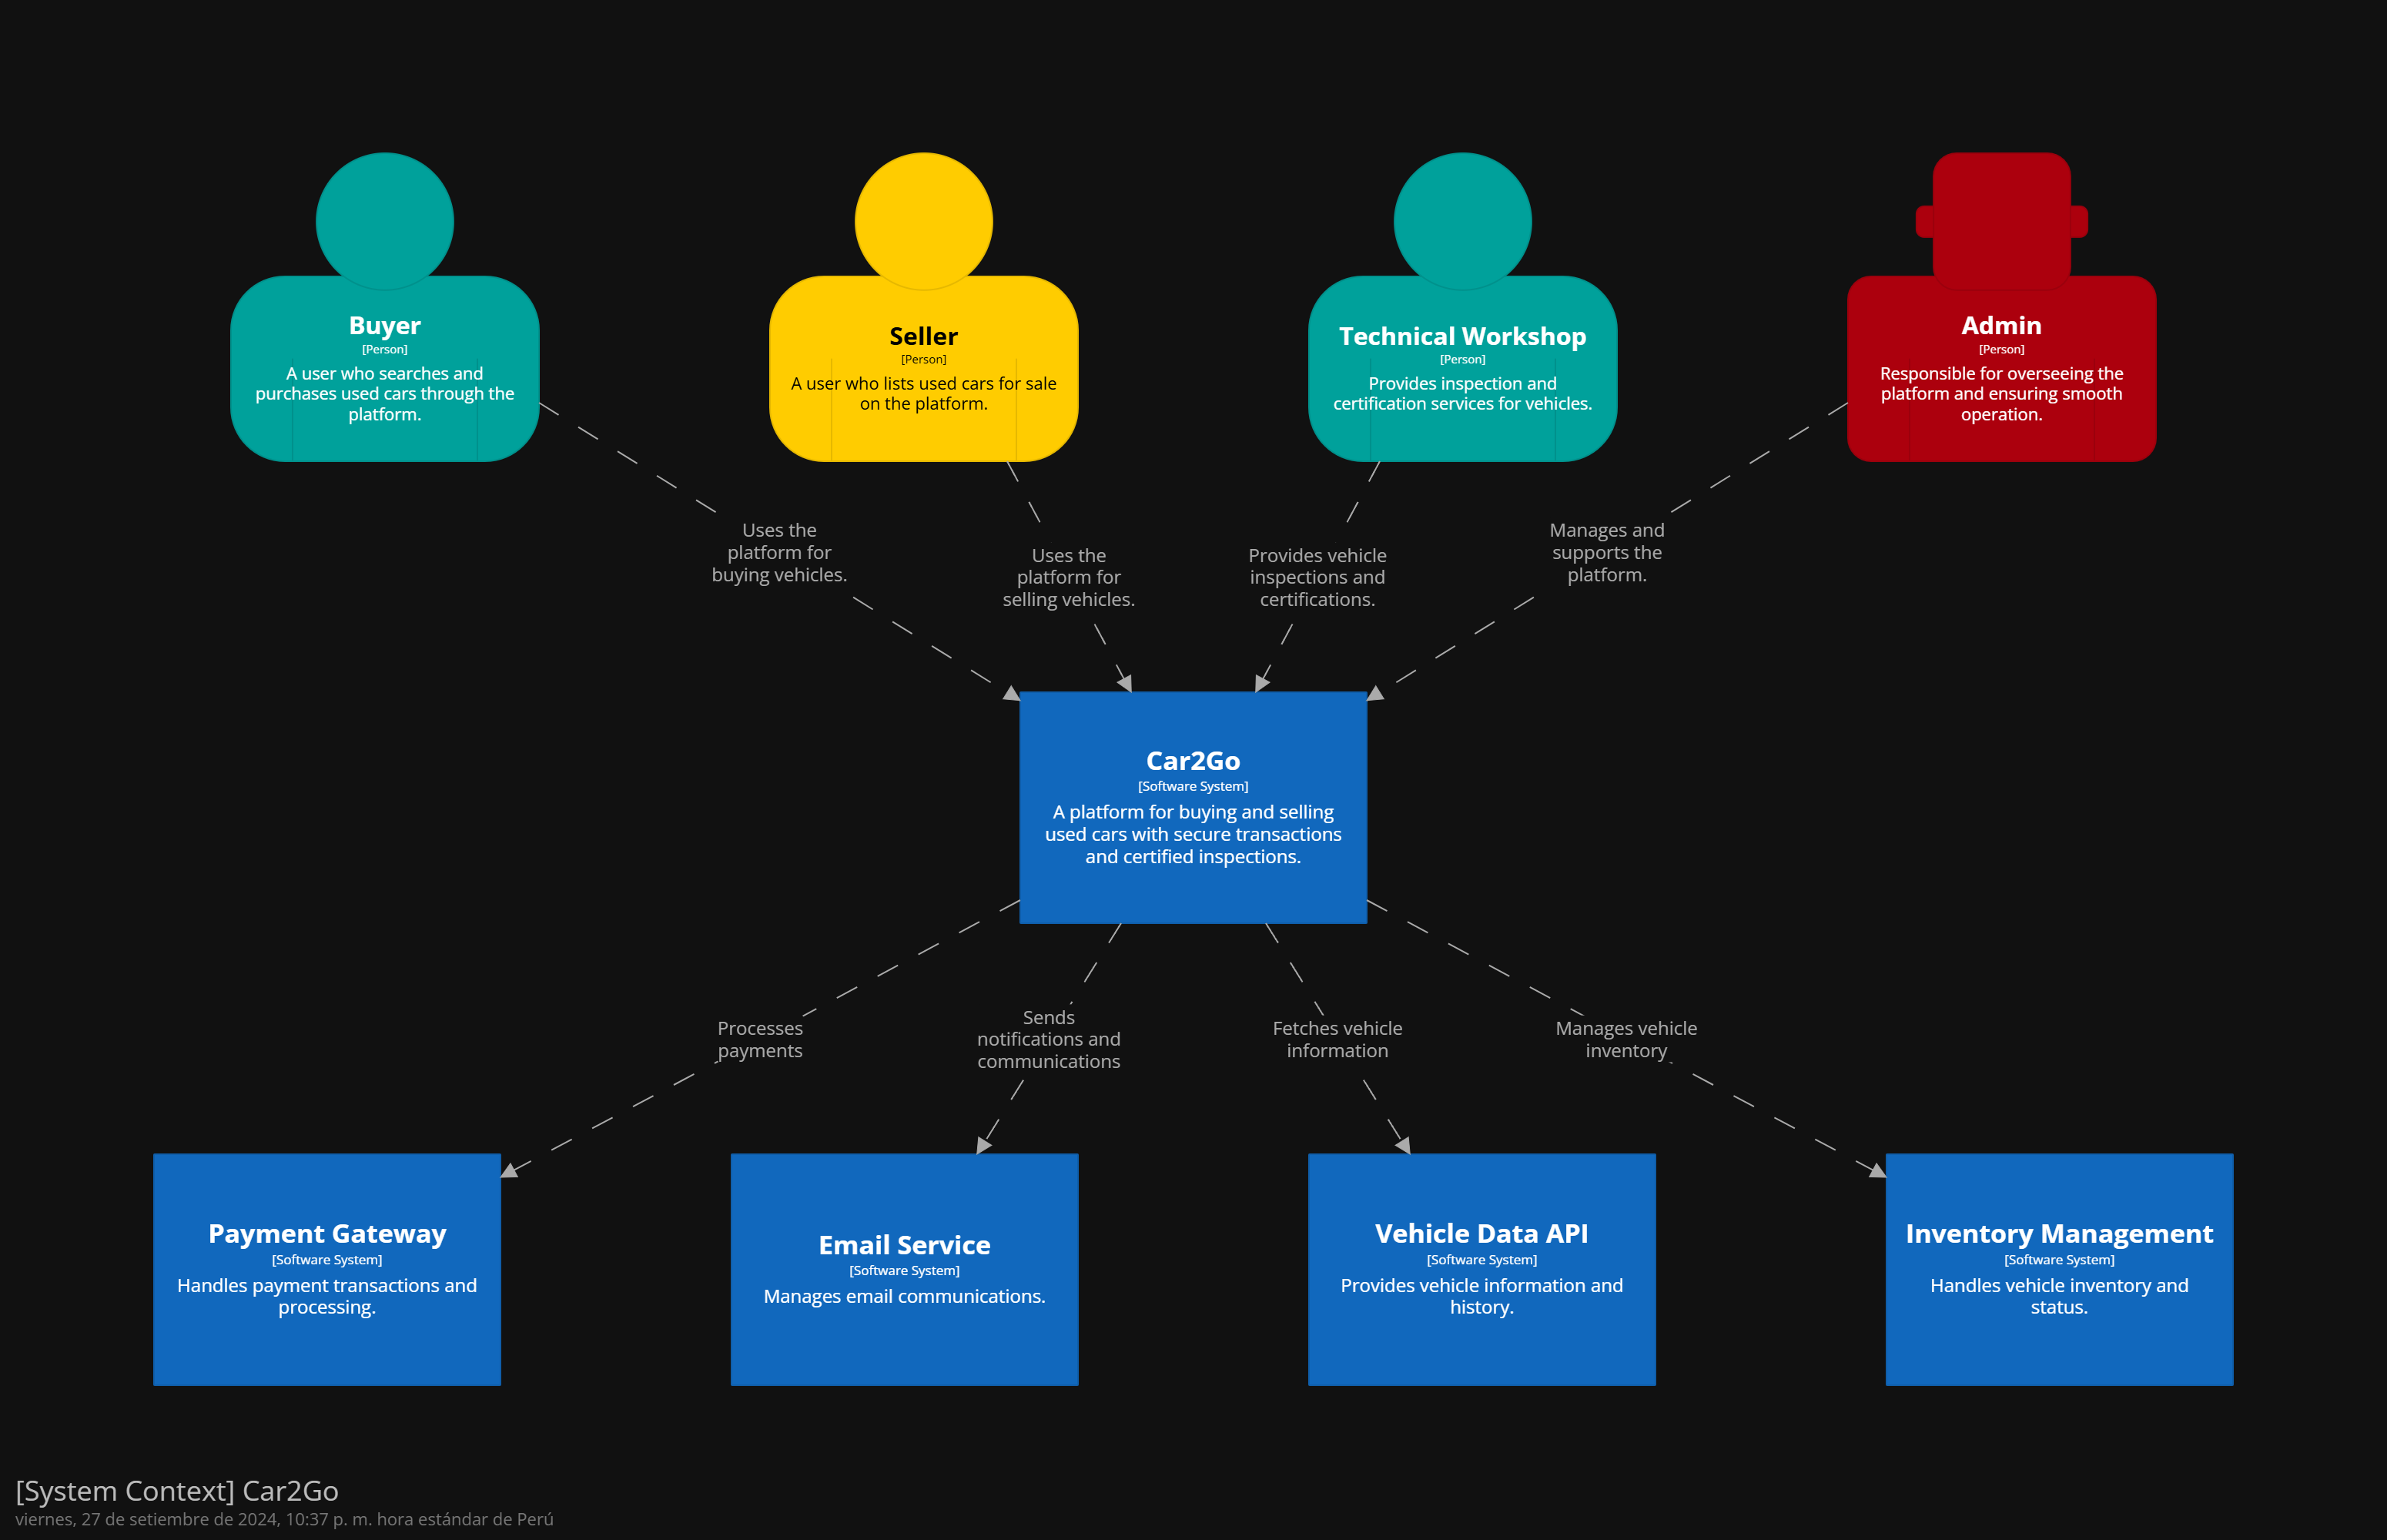 Buyer
[Person]
A user who searches and
purchases used cars through the
platform.
Seller
[Person]
A user who lists used cars for sale
on the platform.
Technical Workshop
[Person]
Provides inspection and
certification services for vehicles.
Admin
[Person]
Responsible for overseeing the
platform and ensuring smooth
operation.
Uses the
platform for
buying vehicles.
Uses the
platform for
selling vehicles.
Provides vehicle
inspections and
certifications.
Manages and
supports the
platform.
Car2Go
[Software System]
A platform for buying and selling
used cars with secure transactions
and certified inspections.
Processes
payments
Sends
notifications and
communications
Fetches vehicle
information
Manages vehicle
inventory
Payment Gateway
[Software System]
Handles payment transactions and
processing.
Email Service
[Software System]
Manages email communications.
Vehicle Data API
[Software System]
Provides vehicle information and
history.
Inventory Management
[Software System]
Handles vehicle inventory and
status.
[System Context] Car2Go
viernes, 27 de setiembre de 2024, 10:37 p. m. hora estándar de Perú